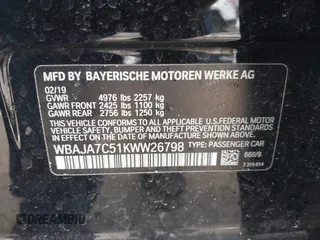 MFD BY BAYERISCHE MOTOREN WERKE AG
02/19
GVWR 4976 lbs 2257 kg
GAWR FRONT 2425 lbs 1100 kg
GAWR REAR 2756 lbs 1250 kg
THIS VEHICLE CONFORMS TO ALL APPLICABLE U.S.FEDERAL
MOTOR VEHICLE SAFETY, BUMPER, AND THEFT PREVENTION
STANDARDS IN EFFECT ON THE DATE OF MANUFACTURE
SHOWN ABOVE.
WBAJA7C51KWW26798 TYPE: PASSENGER CAR
668/9
DREAMBID